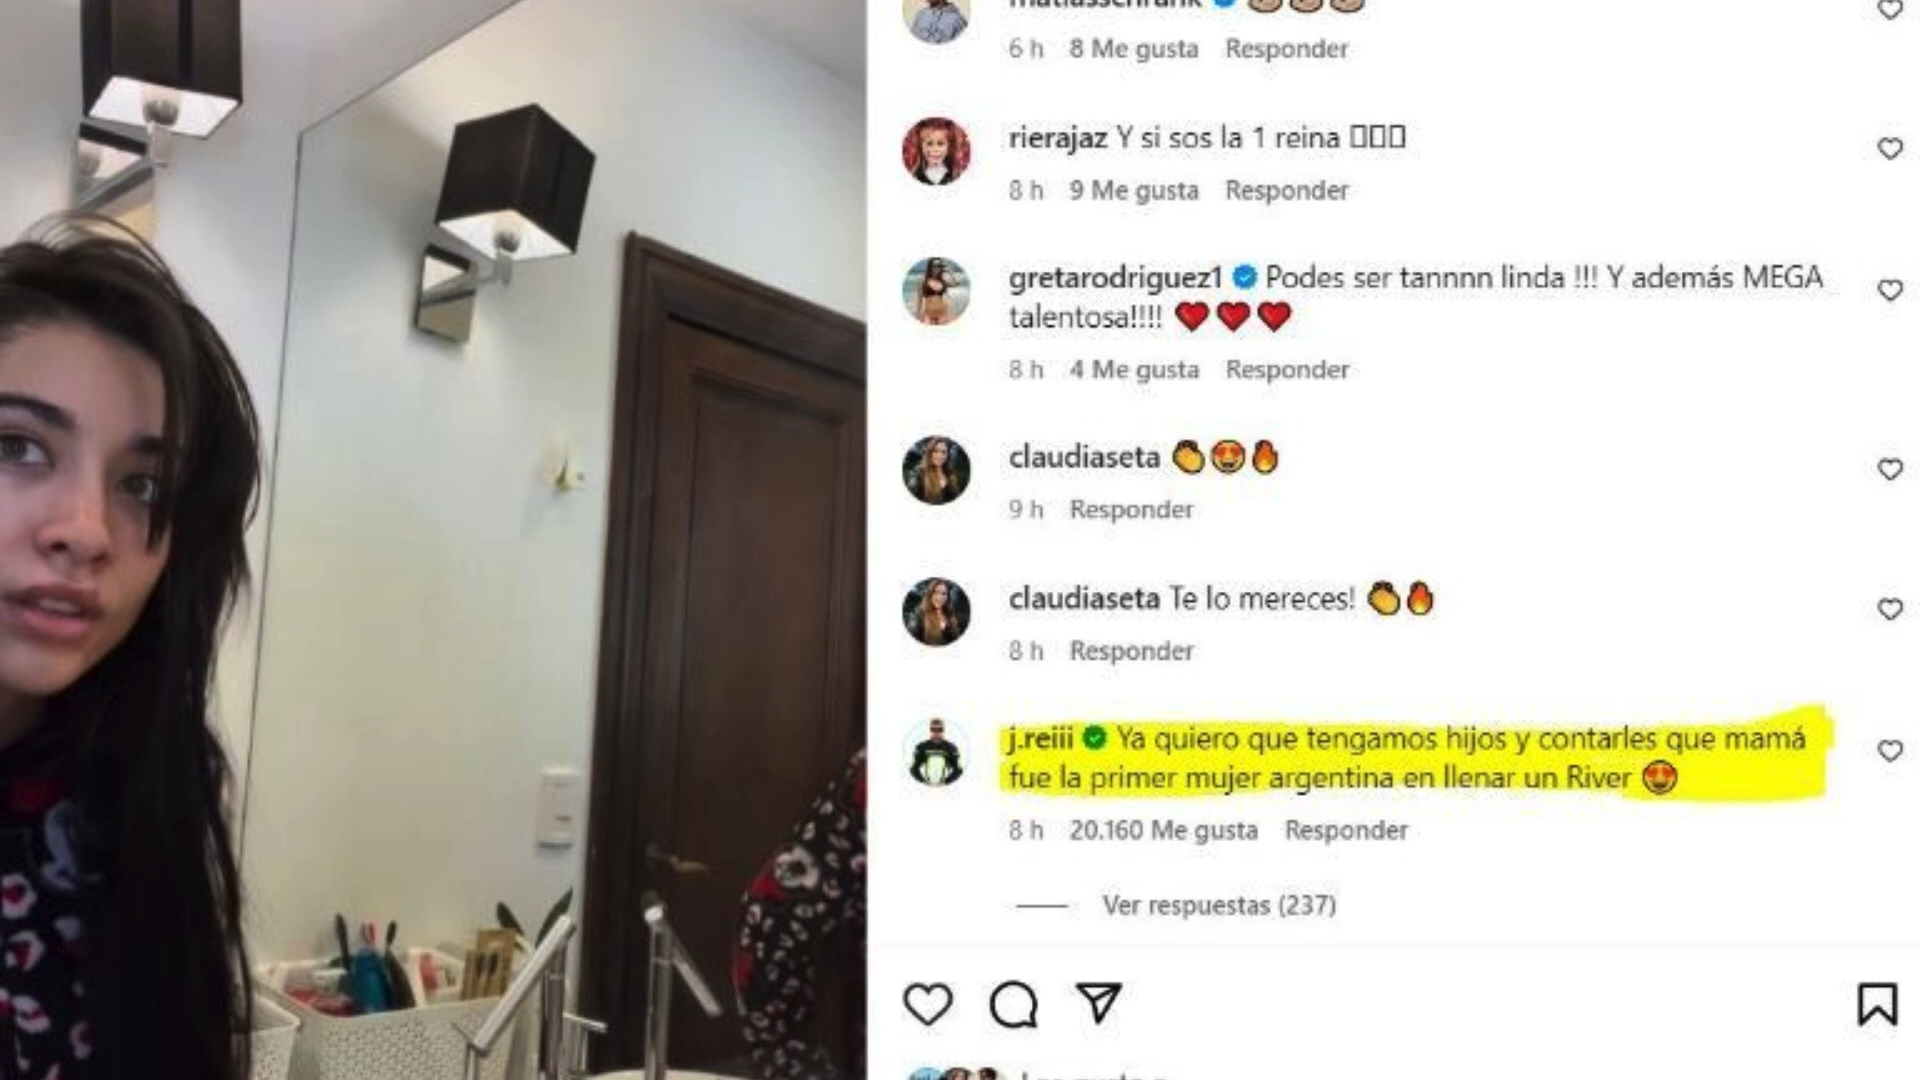 matiasschrank
6 h 8 Me gusta Responder
rierajaz Y si sos la 1 reina
8 h 9 Me gusta Responder
gretarodriguez1 Podes ser tannnn linda !!! Y además MEGA
talentosa!!!! ❤️❤️❤️
8 h 4 Me gusta Responder
claudiaseta 👏😍🔥
9 h Responder
claudiaseta Te lo mereces! 👏🔥
8 h Responder
j.reiii Ya quiero que tengamos hijos y contarles que mamá
fue la primer mujer argentina en llenar un River 😍
8 h 20.160 Me gusta Responder
Ver respuestas (237)